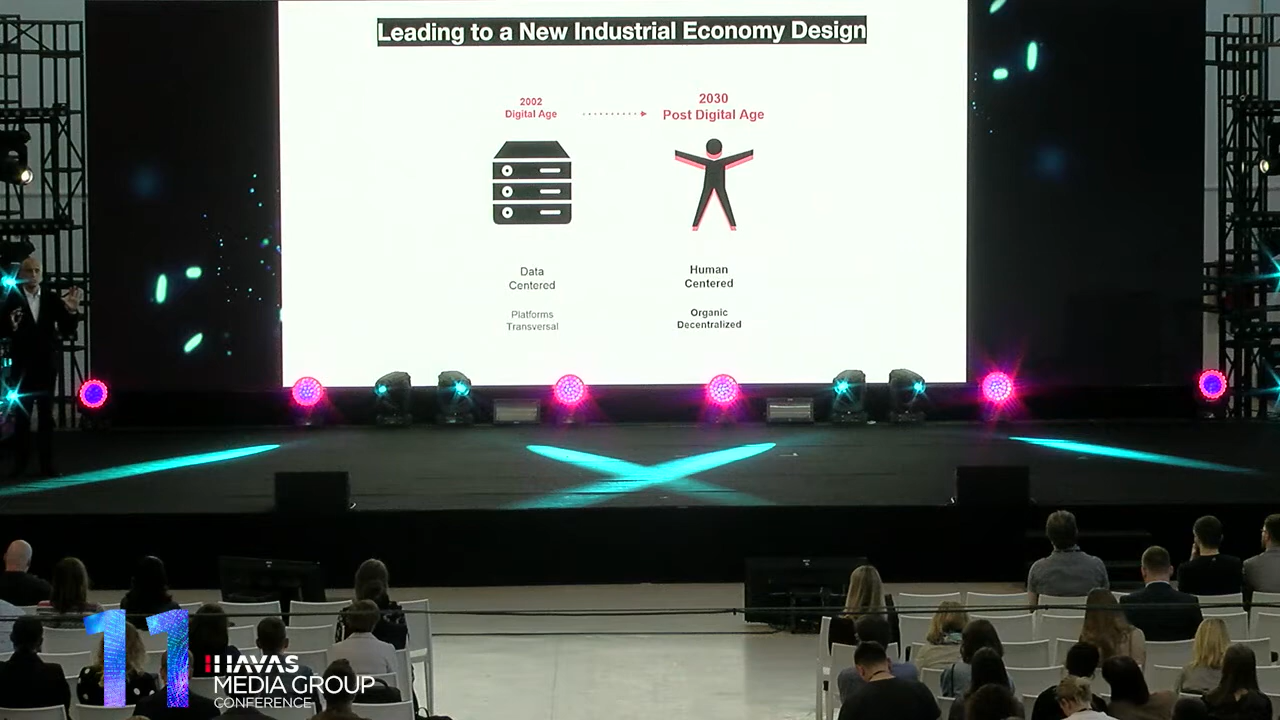 Leading to a New Industrial Economy Design
2002
Digital Age
2030
Post Digital Age
Data
Centered
Human
Centered
Platforms
Transversal
Organic
Decentralized
11
HAVAS
MEDIA GROUP
CONFERENCE